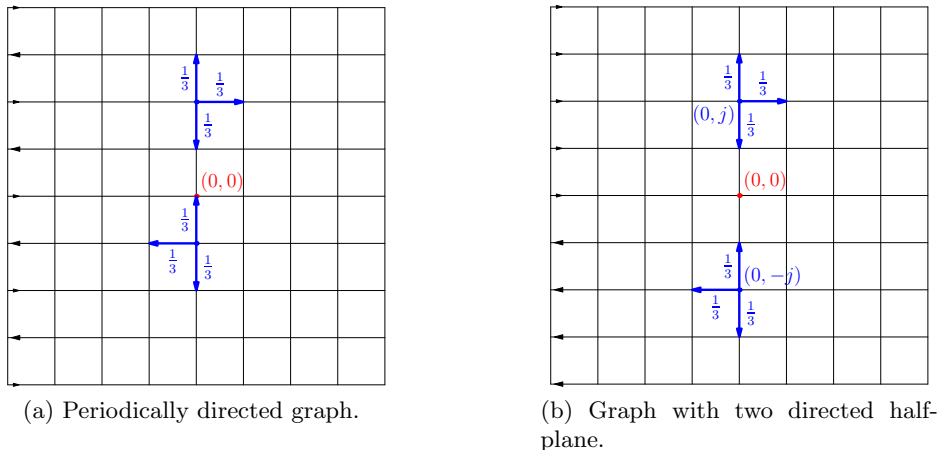 1/3
1/3
1/3
(0, 0)
1/3
1/3
1/3
(a) Periodically directed graph.
1/3
1/3
(0, j)
1/3
(0, 0)
1/3
(0, −j)
1/3
1/3
(b) Graph with two directed half-
plane.